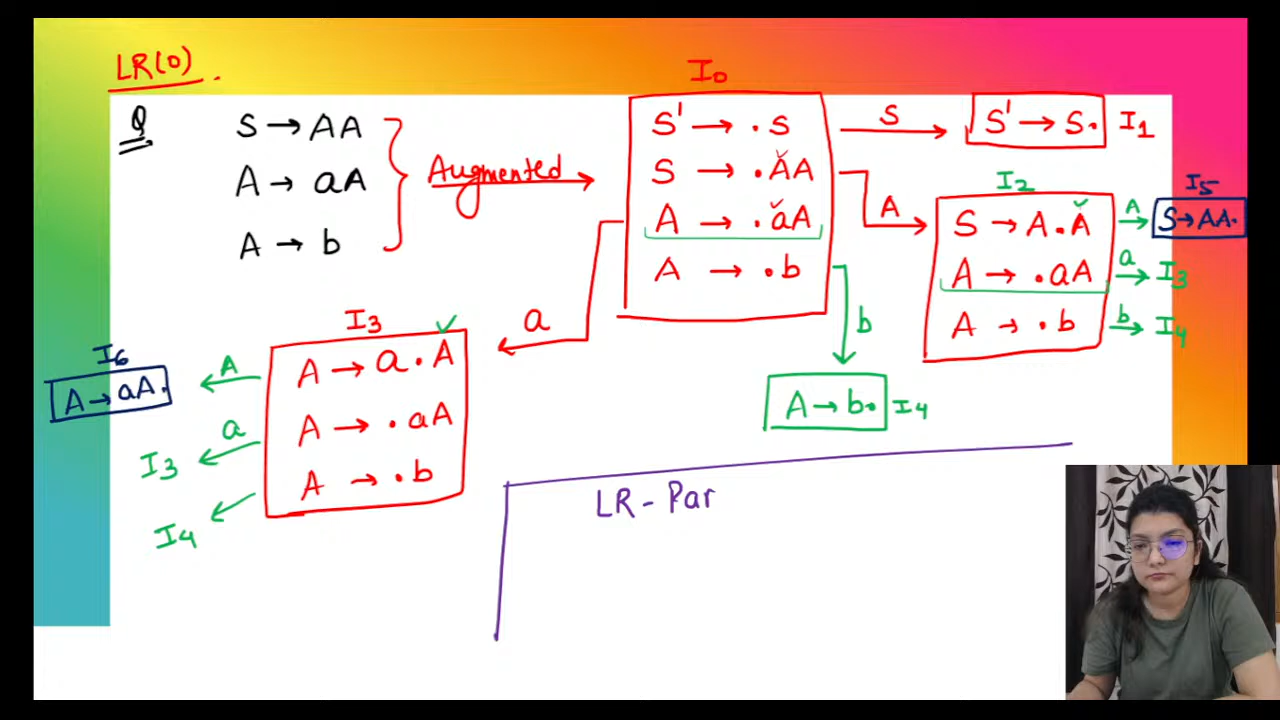 LR(0)
Q
S → AA
A → aA
A → b
Augmented
I0
S' → .S
S → .AA
A → .aA
A → .b
S
S' → S. I1
A
I2
S → A.A
A → .aA
A → .b
A
I5
S → AA.
a I3
b I4
b
A → b. I4
a
I3
A → a.A
A → .aA
A → .b
A
I6
A → aA.
a
I3
I4
LR - Par